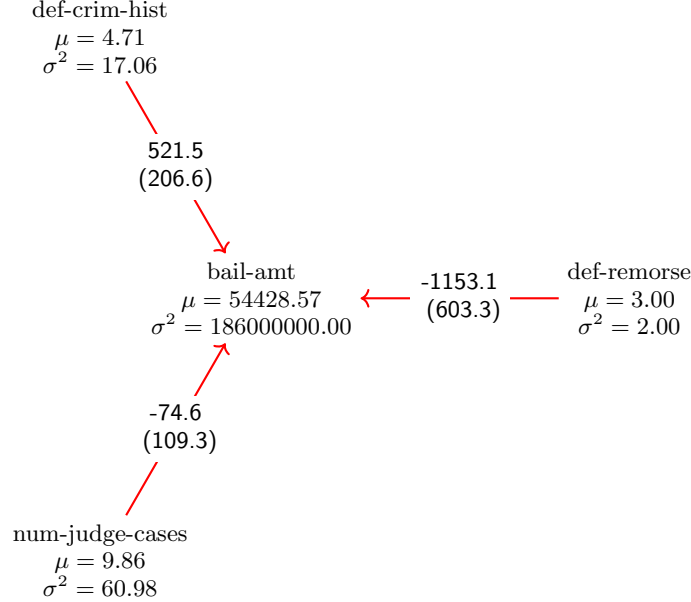 def-crim-hist
μ = 4.71
σ² = 17.06
521.5
(206.6)
bail-amt
μ = 54428.57
σ² = 186000000.00
-1153.1
(603.3)
def-remorse
μ = 3.00
σ² = 2.00
-74.6
(109.3)
num-judge-cases
μ = 9.86
σ² = 60.98